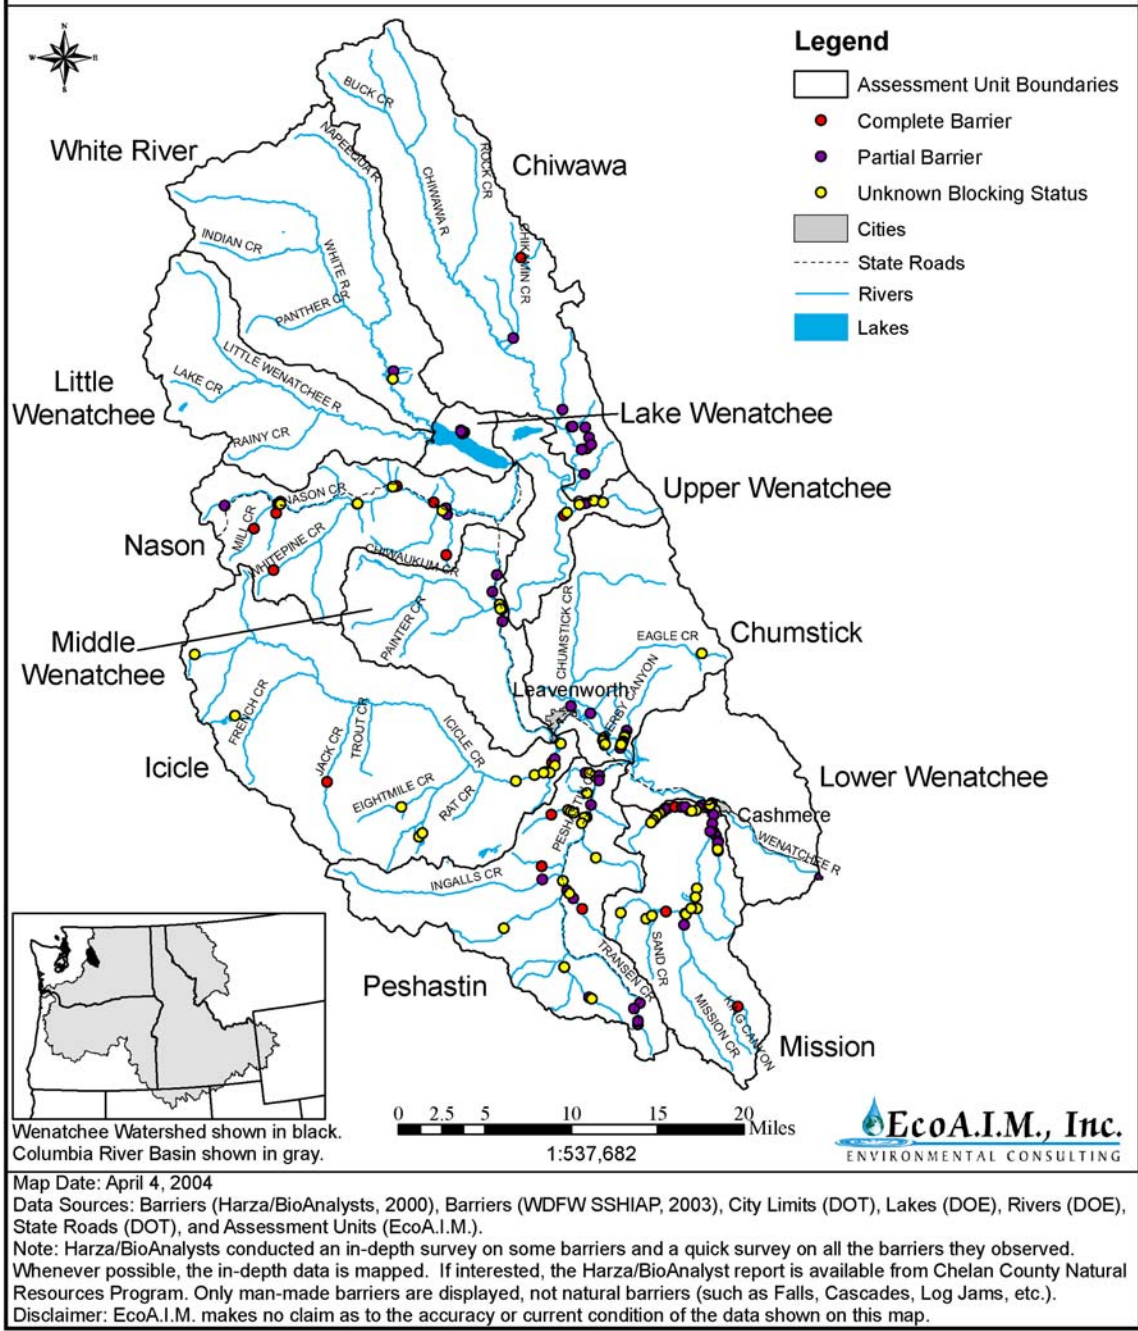 N
W
S
Legend
Assessment Unit Boundaries
Complete Barrier
Partial Barrier
Unknown Blocking Status
Cities
State Roads
Rivers
Lakes
White River
Chiwawa
BUCK CR
NAPEEQUA R
ROCK CR
CHIWAWA R
CHIKAMIN CR
INDIAN CR
WHITE R
PANTHER CR
Little
Wenatchee
LITTLE WENATCHEE R
LAKE CR
RAINY CR
Lake Wenatchee
Upper Wenatchee
Nason
NASON CR
MILL CR
WHITEPINE CR
CHIWAUKUM CR
PAINTER CR
Middle
Wenatchee
CHUMSTICK CR
EAGLE CR
Chumstick
Leavenworth
DERBY CANYON
FRENCH CR
TROUT CR
JACK CR
ICICLE CR
Icicle
EIGHTMILE CR
RAT CR
Lower Wenatchee
Cashmere
WENATCHEE R
INGALLS CR
Peshastin
TRANSEN CR
SAND CR
MISSION CR
KING CANYON
Mission
0 2.5 5 10 15 20
Miles
1:537,682
EcoA.I.M., Inc.
ENVIRONMENTAL CONSULTING
Wenatchee Watershed shown in black.
Columbia River Basin shown in gray.
Map Date: April 4, 2004
Data Sources: Barriers (Harza/BioAnalysts, 2000), Barriers (WDFW SSHIAP, 2003), City Limits (DOT), Lakes (DOE), Rivers (DOE),
State Roads (DOT), and Assessment Units (EcoA.I.M.).
Note: Harza/BioAnalysts conducted an in-depth survey on some barriers and a quick survey on all the barriers they observed.
Whenever possible, the in-depth data is mapped. If interested, the Harza/BioAnalyst report is available from Chelan County Natural
Resources Program. Only man-made barriers are displayed, not natural barriers (such as Falls, Cascades, Log Jams, etc.).
Disclaimer: EcoA.I.M. makes no claim as to the accuracy or current condition of the data shown on this map.